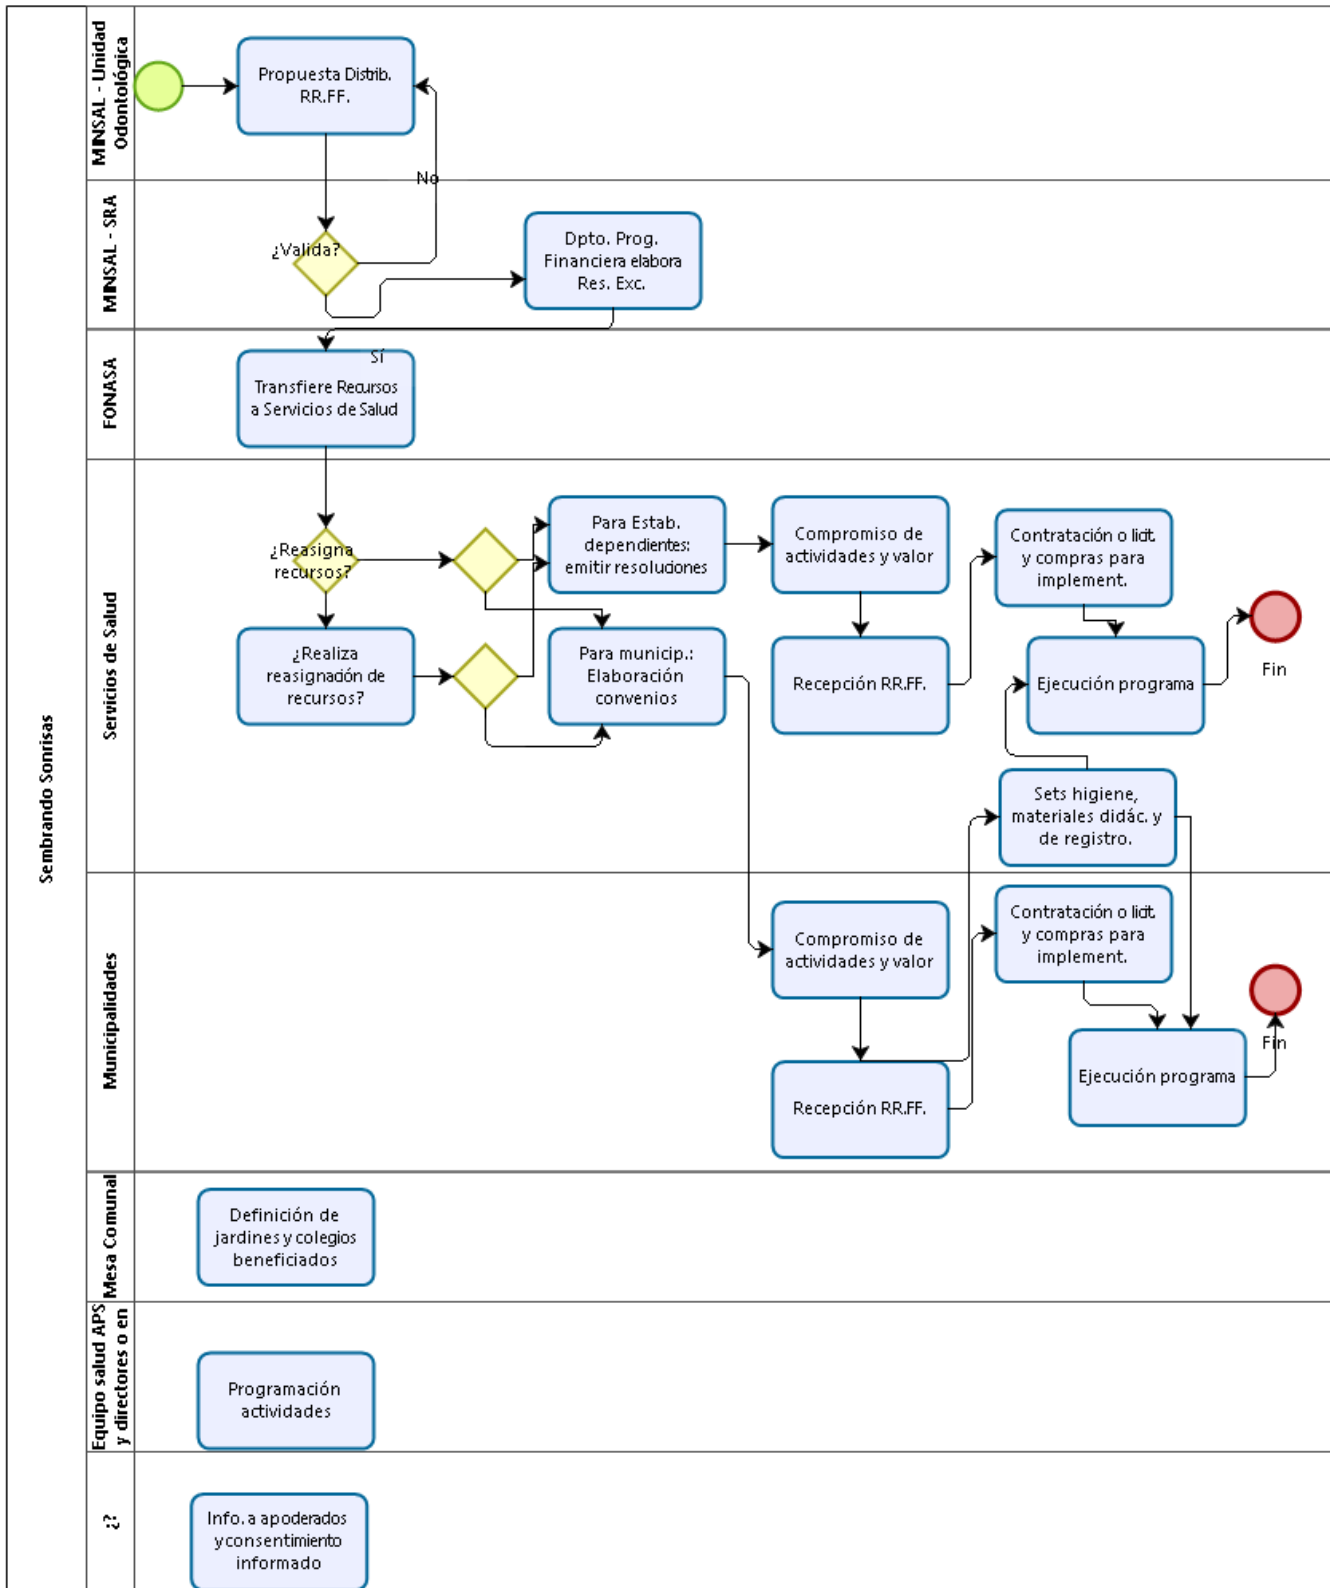 Sembrando Sonrisas
MINSAL - Unidad
Odontológica
Propuesta Distrib.
RR.FF.
No
MINSAL - SRA
¿Valida?
Dpto. Prog.
Financiera elabora
Res. Exc.
FONASA
Sí
Transfiere Recursos
a Servicios de Salud
Servicios de Salud
¿Reasigna
recursos?
¿Realiza
reasignación de
recursos?
Para Estab.
dependientes:
emitir resoluciones
Para municip.:
Elaboración
convenios
Compromiso de
actividades y valor
Recepción RR.FF.
Contratación o licit.
y compras para
implement.
Ejecución programa
Fin
Sets higiene,
materiales didác. y
de registro.
Municipalidades
Compromiso de
actividades y valor
Recepción RR.FF.
Contratación o licit.
y compras para
implement.
Ejecución programa
Fin
Mesa Comunal
Definición de
jardines y colegios
beneficiados
Equipo salud APS
y directores o en
Programación
actividades
¿?
Info. a apoderados
y consentimiento
informado